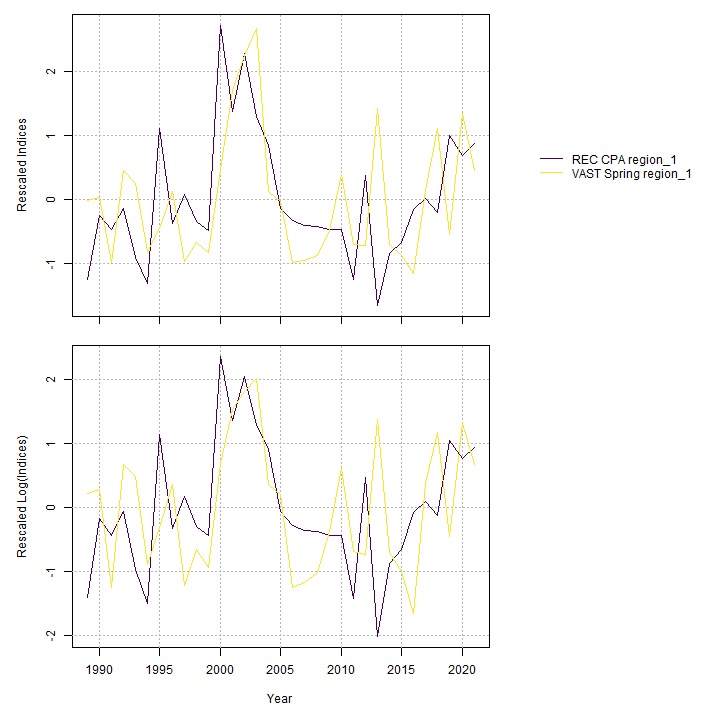 2
1
0
-1
Rescaled Indices
REC CPA region_1
VAST Spring region_1
2
1
0
-1
-2
Rescaled Log(Indices)
1990 1995 2000 2005 2010 2015 2020
Year